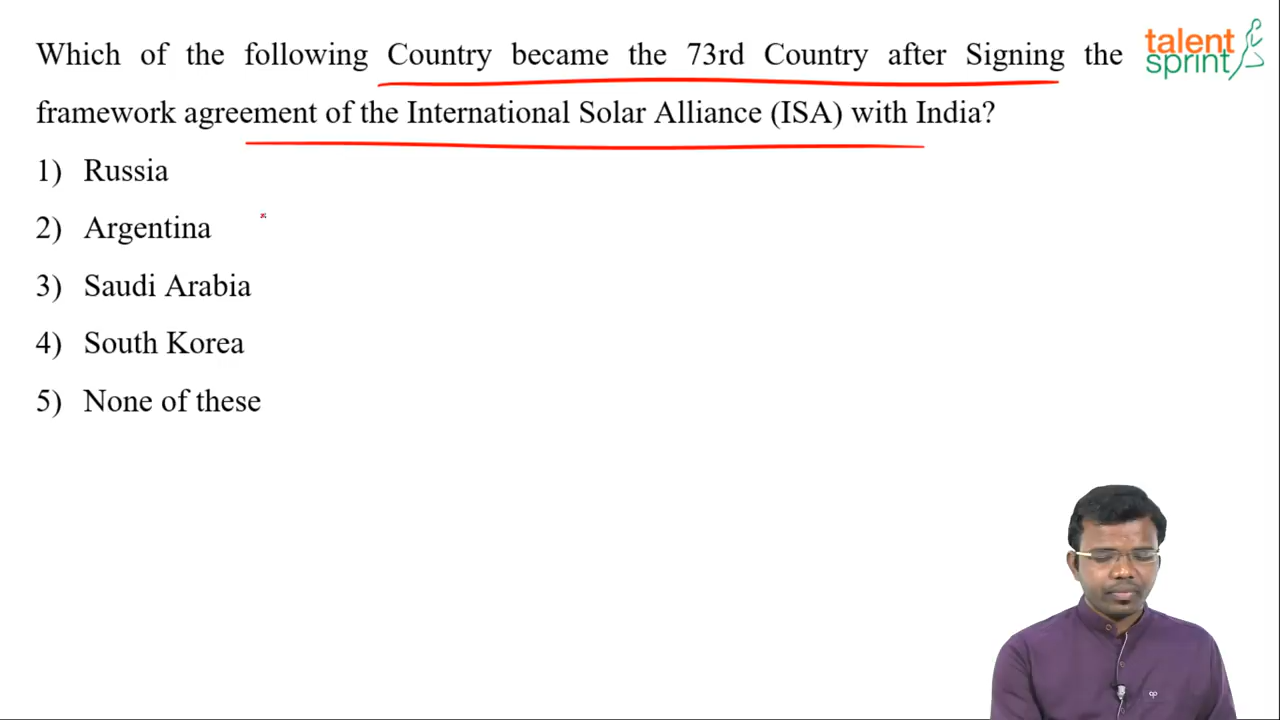 Which of the following Country became the 73rd Country after Signing the
framework agreement of the International Solar Alliance (ISA) with India?
1) Russia
2) Argentina
3) Saudi Arabia
4) South Korea
5) None of these
talent
sprint